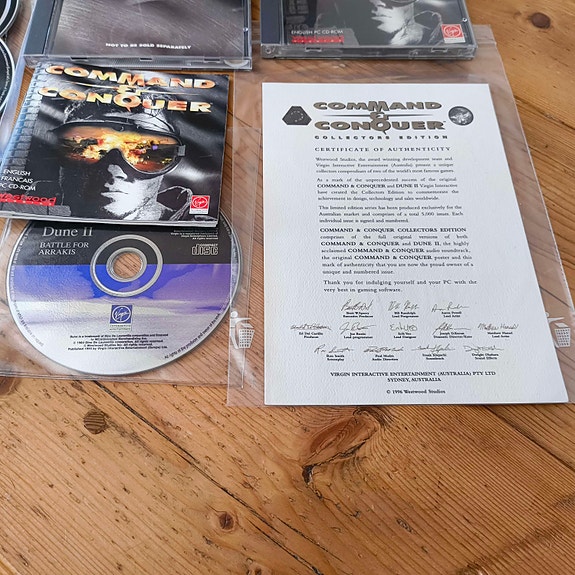 NOT TO BE SOLD SEPARATELY
ENGLISH PC CD-ROM
COMMAND
&
CONQUER
ENGLISH
FRANCAIS
PC CD-ROM
Westwood
Dune II
BATTLE FOR
ARRAKIS
COMMAND
&
CONQUER
COLLECTORS EDITION
CERTIFICATE OF AUTHENTICITY
Westwood Studios, the award winning development team and
Virgin Interactive Entertainment (Australia) present a unique
collectors compendium of two of the world's most famous games.
As a result of the unprecedented success of the original
COMMAND & CONQUER and DUNE II Virgin Interactive
have created the Collectors Edition to commemorate the
achievement in design, technology and sales worldwide.
This limited edition series has been produced exclusively for the
Australian market and comprises of a total 5,000 issues. Each
individual issue is signed and numbered.
COMMAND & CONQUER COLLECTORS EDITION
comprises of the full original versions of both
COMMAND & CONQUER and DUNE II, the highly
acclaimed COMMAND & CONQUER audio soundtrack,
the original COMMAND & CONQUER poster and this
mark of authenticity that you are now the proud owner of a
unique and numbered issue.
Thank you for indulging yourself and your PC with the
very best in gaming software.
Executive Producer
Lead Programmer
Lead Artist
VIRGIN INTERACTIVE ENTERTAINMENT (AUSTRALIA) PTY LTD
SYDNEY, AUSTRALIA
© 1996 Westwood Studios